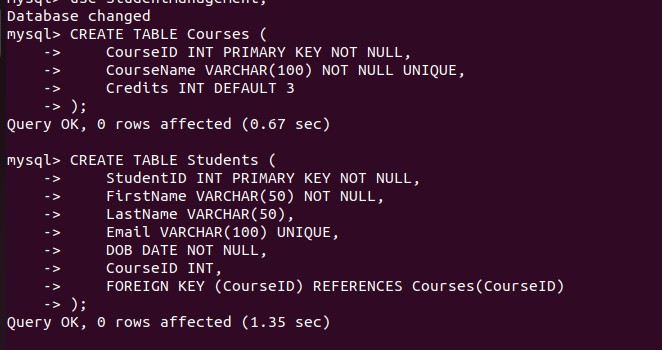 mysql> use StudentManagement;
Database changed
mysql> CREATE TABLE Courses (
    ->     CourseID INT PRIMARY KEY NOT NULL,
    ->     CourseName VARCHAR(100) NOT NULL UNIQUE,
    ->     Credits INT DEFAULT 3
    -> );
Query OK, 0 rows affected (0.67 sec)

mysql> CREATE TABLE Students (
    ->     StudentID INT PRIMARY KEY NOT NULL,
    ->     FirstName VARCHAR(50) NOT NULL,
    ->     LastName VARCHAR(50),
    ->     Email VARCHAR(100) UNIQUE,
    ->     DOB DATE NOT NULL,
    ->     CourseID INT,
    ->     FOREIGN KEY (CourseID) REFERENCES Courses(CourseID)
    -> );
Query OK, 0 rows affected (1.35 sec)